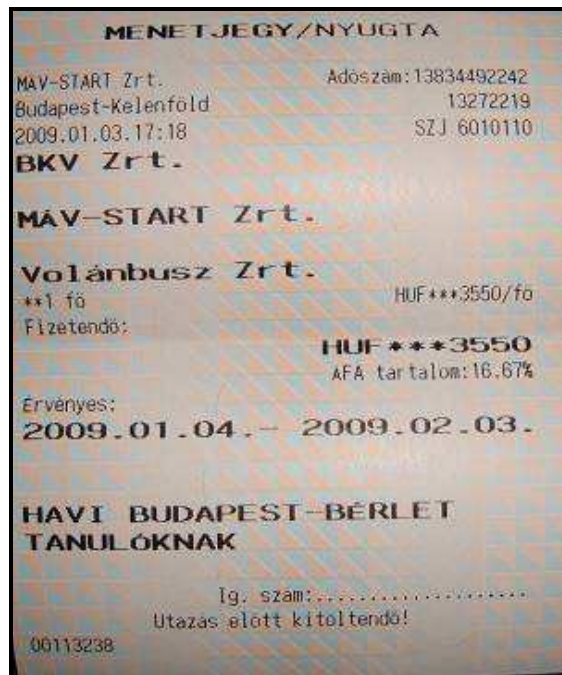 MENETJEGY/NYUGTA
MÁV-START Zrt. Adószám:13834492242
Budapest-Kelenföld 13272219
2009.01.03.17:18 SZJ 6010110
BKV Zrt.
MÁV-START Zrt.
Volánbusz Zrt.
**1 fő HUF***3550/fő
Fizetendő:
HUF***3550
ÁFA tartalom:16.67%
Érvényes:
2009.01.04.- 2009.02.03.
HAVI BUDAPEST-BÉRLET
TANULÓKNAK
Ig. szám:....................
Utazás előtt kitöltendő!
00113238